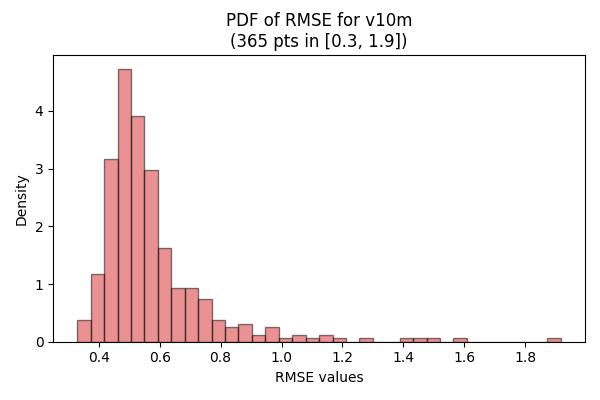 PDF of RMSE for v10m
(365 pts in [0.3, 1.9])
Density
4
3
2
1
0
0.4 0.6 0.8 1.0 1.2 1.4 1.6 1.8
RMSE values